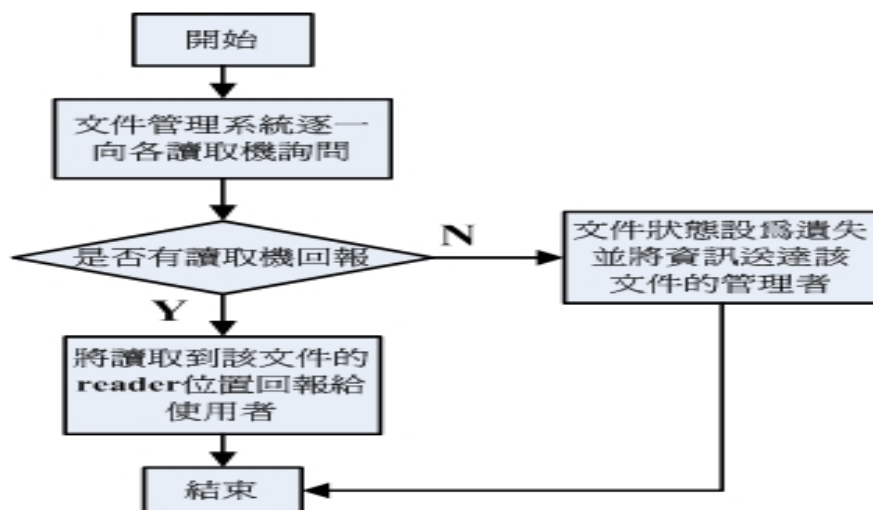 開始
文件管理系統逐一
向各讀取機詢問
是否有讀取機回報
N
文件狀態設爲遺失
並將資訊送達該
文件的管理者
Y
將讀取到該文件的
reader位置回報給
使用者
結束